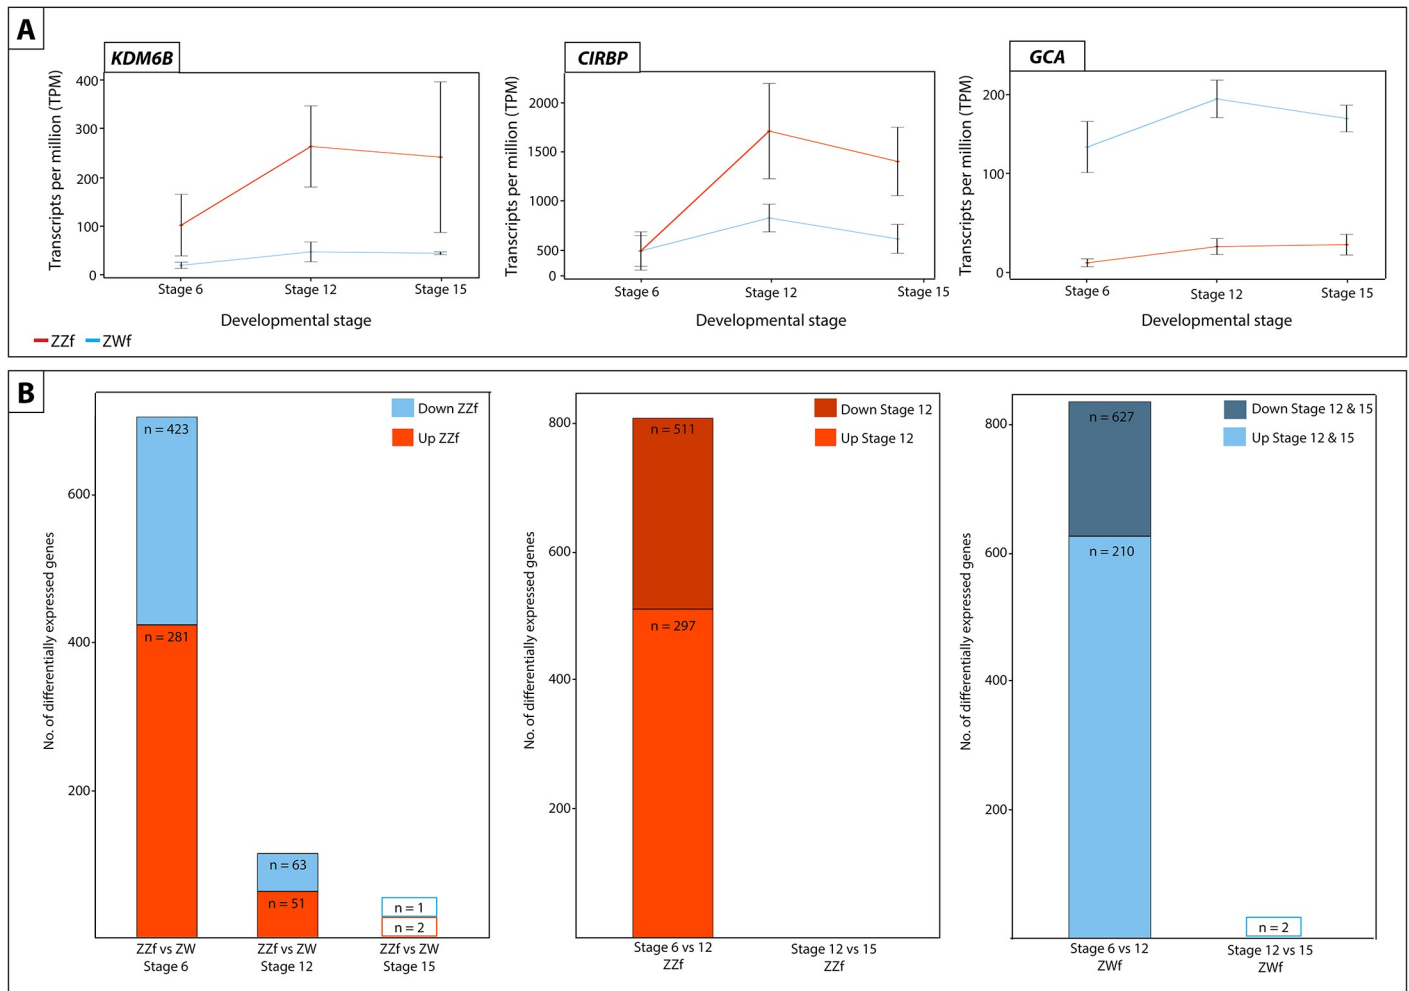 A
KDM6B
Transcripts per million (TPM)
400
300
200
100
0
Stage 6
Stage 12
Stage 15
Developmental stage
ZZf
ZWf
CIRBP
Transcripts per million (TPM)
2000
1500
1000
500
0
Stage 6
Stage 12
Stage 15
Developmental stage
GCA
Transcripts per million (TPM)
200
100
0
Stage 6
Stage 12
Stage 15
Developmental stage
B
No. of differentially expressed genes
600
400
200
Down ZZf
Up ZZf
n = 423
n = 281
n = 63
n = 51
n = 1
n = 2
ZZf vs ZW
Stage 6
ZZf vs ZW
Stage 12
ZZf vs ZW
Stage 15
No. of differentially expressed genes
800
600
400
200
Down Stage 12
Up Stage 12
n = 511
n = 297
Stage 6 vs 12
ZZf
Stage 12 vs 15
ZZf
No. of differentially expressed genes
800
600
400
200
Down Stage 12 & 15
Up Stage 12 & 15
n = 627
n = 210
n = 2
Stage 6 vs 12
ZWf
Stage 12 vs 15
ZWf